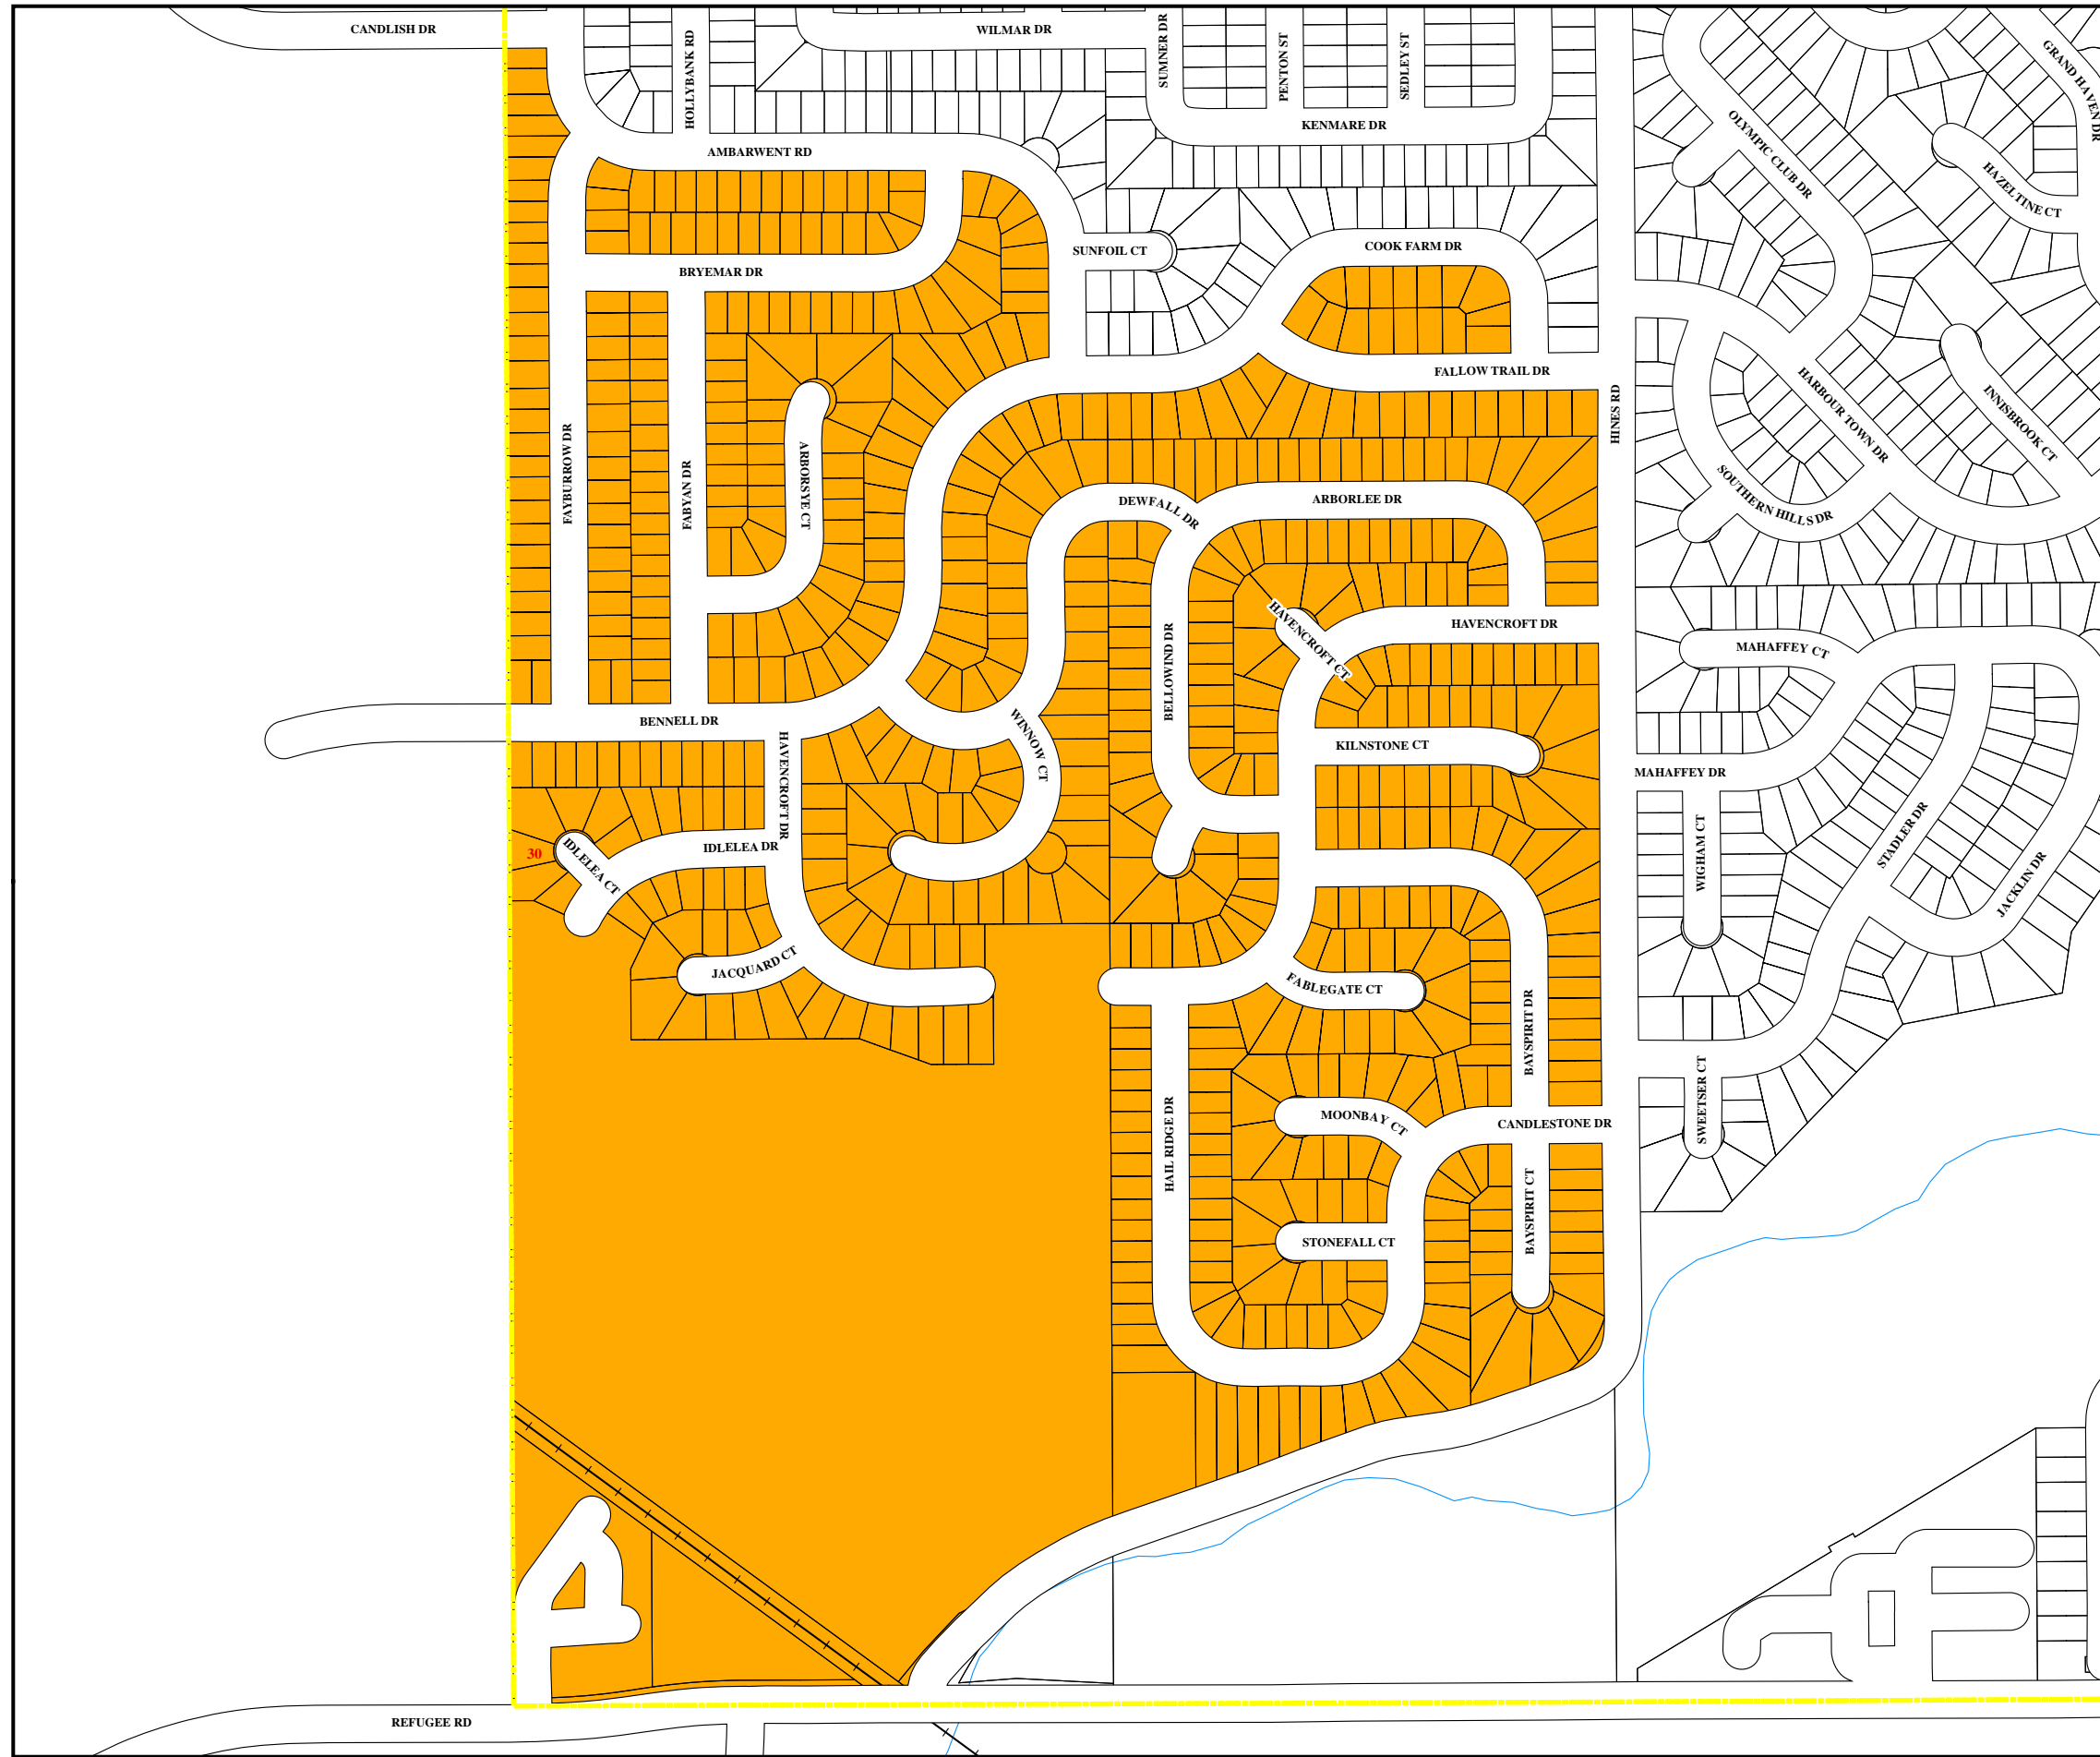 CANDLISH DR
HOLLYBANK RD
WILMAR DR
SUMNER DR
PENTON ST
SEDLEY ST
GRAND HAVEN DR
KENMARE DR
AMBARWENT RD
OLYMPIC CLUB DR
HAZELTINE CT
SUNFOIL CT
COOK FARM DR
BRYEMAR DR
FALLOW TRAIL DR
HINES RD
HARBOUR TOWN DR
INNISBROOK CT
FAYBURROW DR
FABYAN DR
ARBORSYE CT
DEWFALL DR
ARBORLEE DR
SOUTHERN HILLS DR
HAVENCROFT CT
HAVENCROFT DR
BELLOWIND DR
MAHAFFEY CT
BENNELL DR
WINNOW CT
KILNSTONE CT
HAVENCROFT DR
MAHAFFEY DR
IDLELEA DR
30
IDLELEA CT
WIGHAM CT
STADLER DR
JACKLIN DR
JACQUARD CT
FABLEGATE CT
BAYSPIRIT DR
SWEETSER CT
HAIL RIDGE DR
MOONBAY CT
CANDLESTONE DR
BAYSPIRIT CT
STONEFALL CT
REFUGEE RD